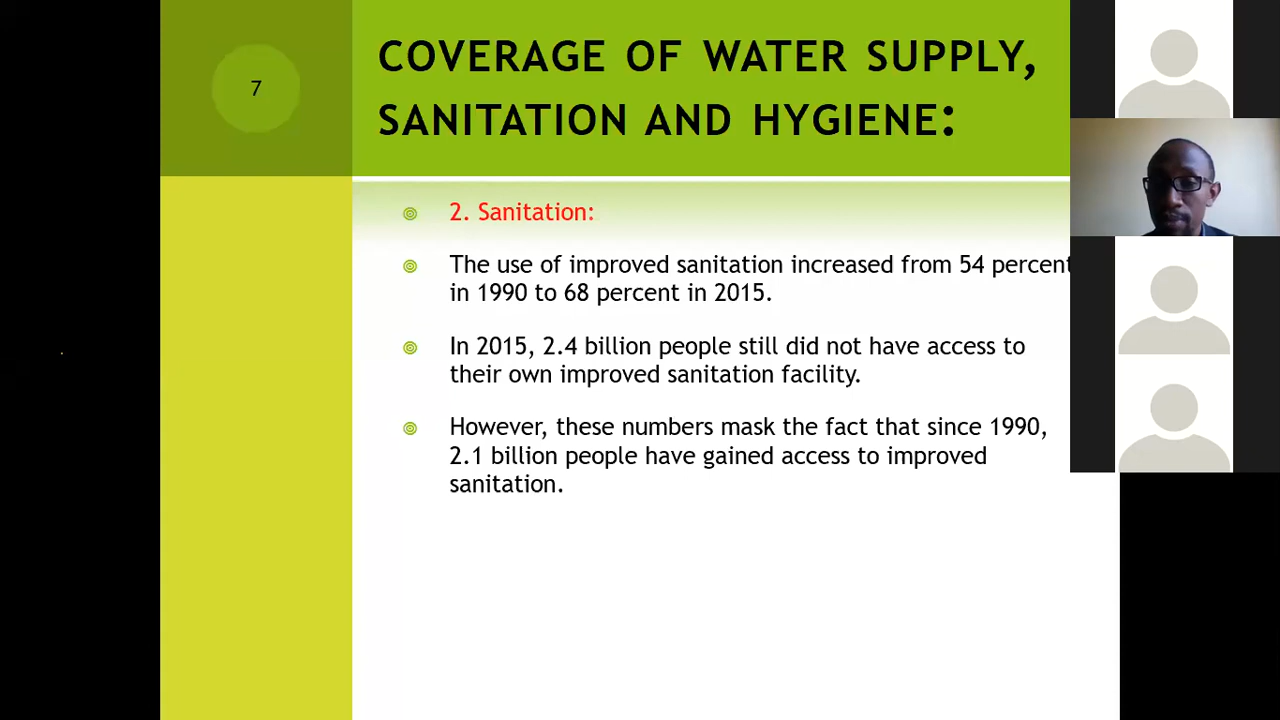 7
COVERAGE OF WATER SUPPLY,
SANITATION AND HYGIENE:
2. Sanitation:
The use of improved sanitation increased from 54 percent
in 1990 to 68 percent in 2015.
In 2015, 2.4 billion people still did not have access to
their own improved sanitation facility.
However, these numbers mask the fact that since 1990,
2.1 billion people have gained access to improved
sanitation.